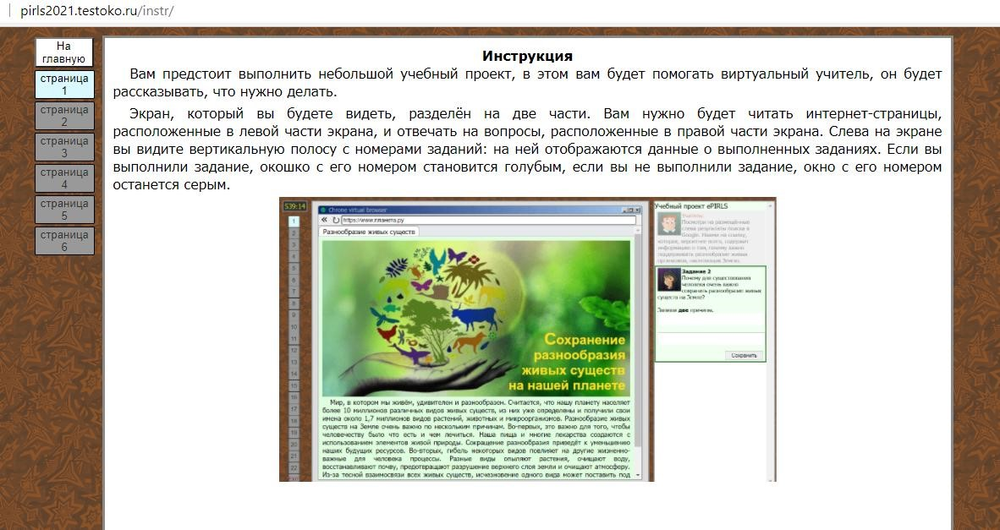 pirls2021.testoko.ru/instr/
На
главную
страница
1
страница
2
страница
3
страница
4
страница
5
страница
6
Инструкция
Вам предстоит выполнить небольшой учебный проект, в этом вам будет помогать виртуальный учитель, он будет
рассказывать, что нужно делать.
Экран, который вы будете видеть, разделён на две части. Вам нужно будет читать интернет-страницы,
расположенные в левой части экрана, и отвечать на вопросы, расположенные в правой части экрана. Слева на экране
вы видите вертикальную полосу с номерами заданий: на ней отображаются данные о выполненных заданиях. Если вы
выполнили задание, окошко с его номером становится голубым, если вы не выполнили задание, окно с его номером
останется серым.
539:14
1
2
3
4
5
6
7
8
9
10
11
12
13
14
15
16
17
18
19
20
21
22
Chrone virtual browser
https://www.планета.ру
Разнообразие живых существ
Сохранение
разнообразия
живых существ
на нашей планете
Мир, в котором мы живём, удивителен и разнообразен. Считается, что нашу планету населяет
более 10 миллионов различных видов живых существ, из них уже определены и получили свои
имена около 1,7 миллионов видов растений, животных и микроорганизмов. Разнообразие живых
существ на Земле очень важно по нескольким причинам. Во-первых, это важно для того, чтобы
человечеству было что есть и чем лечиться. Наша пища и многие лекарства создаются с
использованием элементов живой природы. Сокращение разнообразия приведёт к уменьшению
наших будущих ресурсов. Во-вторых, гибель некоторых видов повлияет на другие жизненно-
важные для человека процессы. Разные виды опыляют растения, очищают воду,
восстанавливают почву, предотвращают разрушение верхнего слоя земли и очищают атмосферу.
Из-за тесной взаимосвязи всех живых существ, исчезновение одного вида может поставить под
Учебный проект ePIRLS
Учитель:
Посмотри на размещённые
слева результаты поиска в
Google. Нажми на ссылку,
которая, вероятнее всего, содержит
информацию о том, почему важно
поддерживать разнообразие живых
организмов, населяющих Землю.
Задание 2
Почему для существования
человека очень важно
сохранить разнообразие живых
существ на Земле?
Запиши две причины.
Сохранить